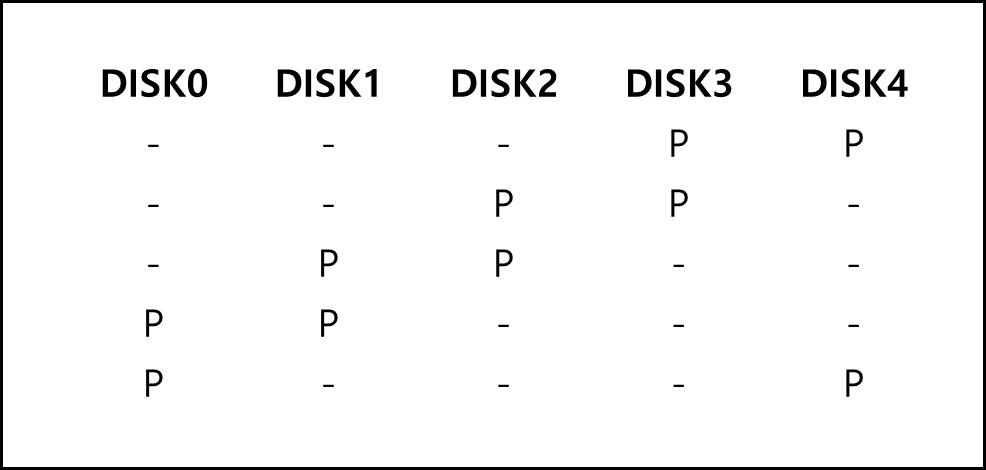 DISK0 DISK1 DISK2 DISK3 DISK4
- - - P P
- - P P -
- P P - -
P P - - -
P - - - P